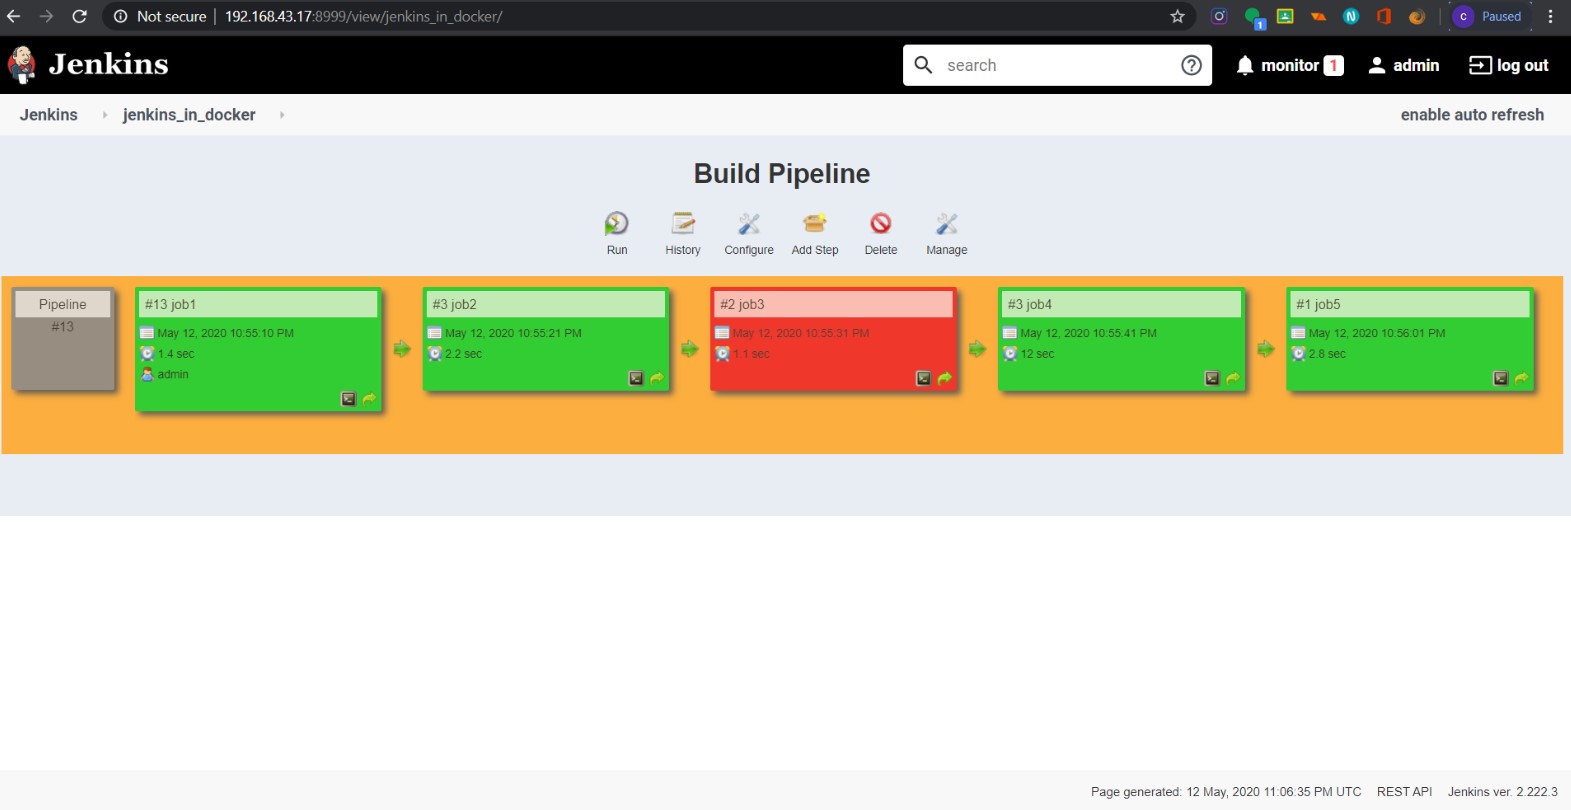 Not secure | 192.168.43.17:8999/view/jenkins_in_docker/
1
c Paused
Jenkins
search
monitor 1
admin
log out
Jenkins
jenkins_in_docker
enable auto refresh
Build Pipeline
Run
History
Configure
Add Step
Delete
Manage
Pipeline
#13
#13 job1
May 12, 2020 10:55:10 PM
1.4 sec
admin
#3 job2
May 12, 2020 10:55:21 PM
2.2 sec
#2 job3
May 12, 2020 10:55:31 PM
1.1 sec
#3 job4
May 12, 2020 10:55:41 PM
12 sec
#1 job5
May 12, 2020 10:56:01 PM
2.8 sec
Page generated: 12 May, 2020 11:06:35 PM UTC
REST API
Jenkins ver. 2.222.3